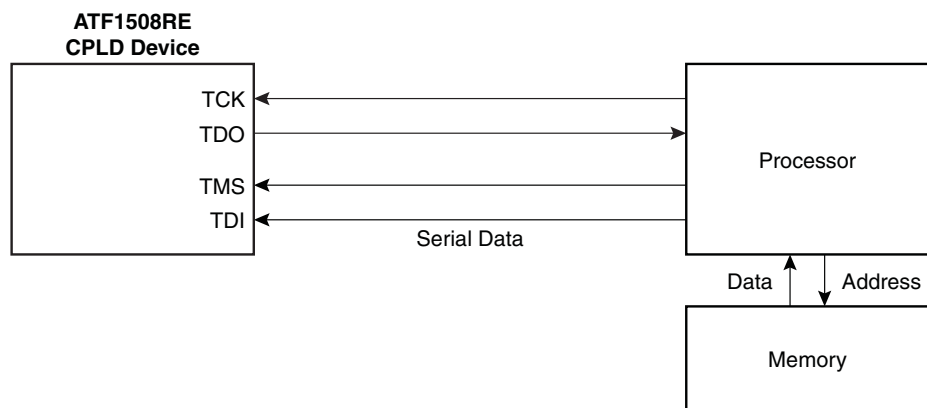 ATF1508RE
CPLD Device
TCK
TDO
TMS
TDI
Serial Data
Processor
Data
Address
Memory